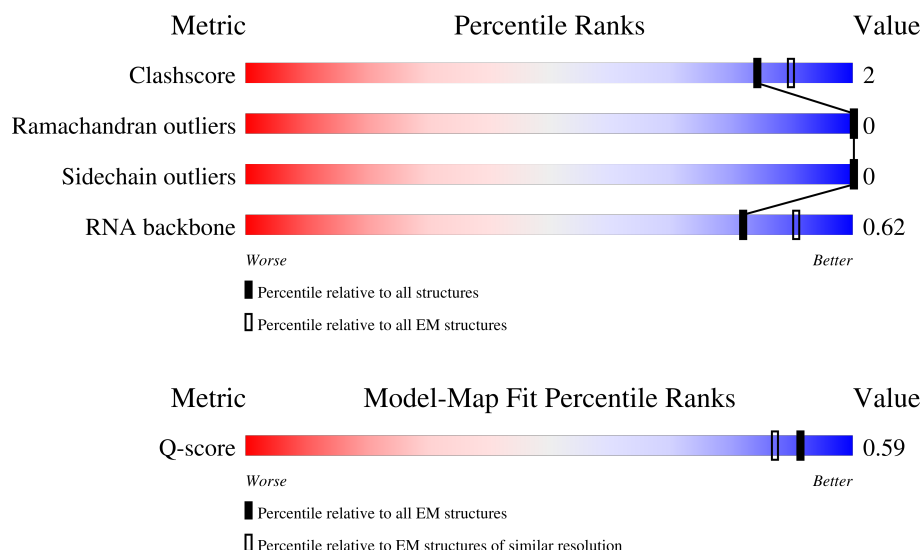 Metric Percentile Ranks Value
Clashscore 2
Ramachandran outliers 0
Sidechain outliers 0
RNA backbone 0.62
Worse Better
Percentile relative to all structures
Percentile relative to all EM structures
Metric Model-Map Fit Percentile Ranks Value
Q-score 0.59
Worse Better
Percentile relative to all EM structures
Percentile relative to EM structures of similar resolution